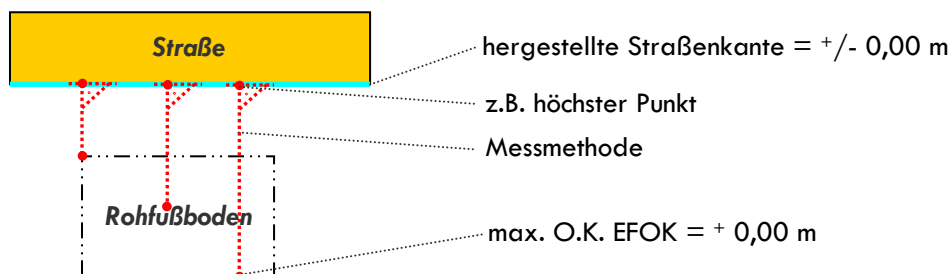 Straße
hergestellte Straßenkante = +/- 0,00 m
z.B. höchster Punkt
Messmethode
Rohfußboden
max. O.K. EFOK = + 0,00 m